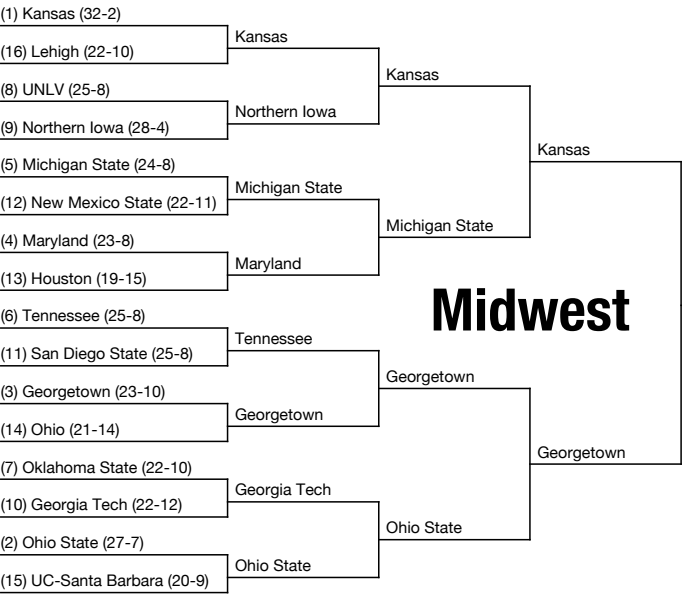 (1) Kansas (32-2)
(16) Lehigh (22-10)
(8) UNLV (25-8)
(9) Northern Iowa (28-4)
(5) Michigan State (24-8)
(12) New Mexico State (22-11)
(4) Maryland (23-8)
(13) Houston (19-15)
(6) Tennessee (25-8)
(11) San Diego State (25-8)
(3) Georgetown (23-10)
(14) Ohio (21-14)
(7) Oklahoma State (22-10)
(10) Georgia Tech (22-12)
(2) Ohio State (27-7)
(15) UC-Santa Barbara (20-9)
Kansas
Northern Iowa
Michigan State
Maryland
Tennessee
Georgetown
Georgia Tech
Ohio State
Kansas
Michigan State
Georgetown
Ohio State
Kansas
Georgetown
Midwest